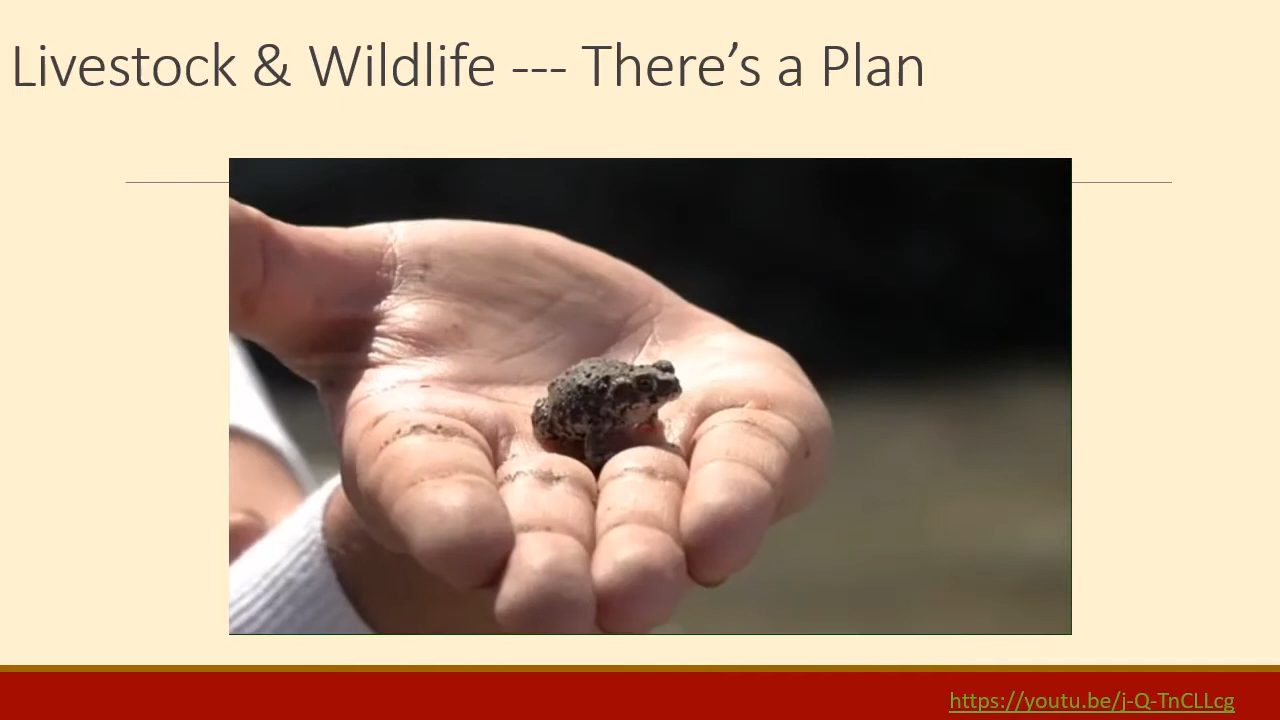 Livestock & Wildlife --- There’s a Plan
https://youtu.be/j-Q-TnCLLcg